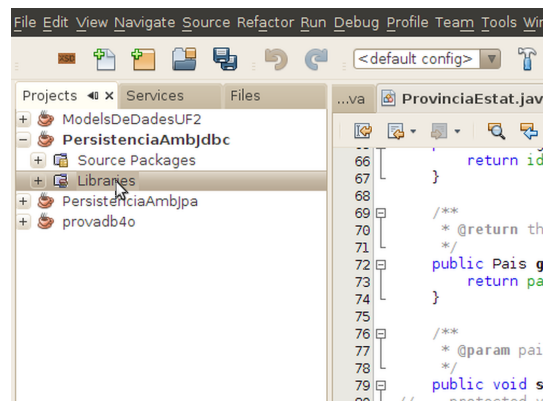 File Edit View Navigate Source Refactor Run Debug Profile Team Tools
<default config>
Projects Services Files
...va ProvinciaEstat.jav
ModelsDeDadesUF2
PersistenciaAmbJdbc
Source Packages
Libraries
PersistenciaAmbJpa
provadb4o
66 return id
67 }
68
69 /**
70 * @return th
71 */
72 public Pais g
73 return pa
74 }
75
76 /**
77 * @param pai
78 */
79 public void s